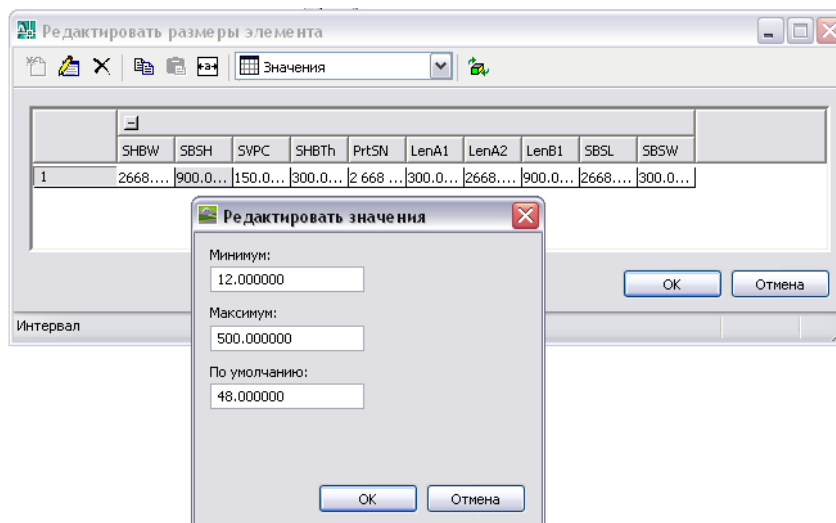 Редактировать размеры элемента
Значения
SHBW SBSH SVPC SHBTh PrtSN LenA1 LenA2 LenB1 SBSL SBSW
1 2668.... 900.0... 150.0... 300.0... 2 668 ... 300.0... 2668.... 900.0... 2668.... 300.0...
Редактировать значения
Минимум:
12.000000
Максимум:
500.000000
По умолчанию:
48.000000
OK Отмена
OK Отмена
Интервал